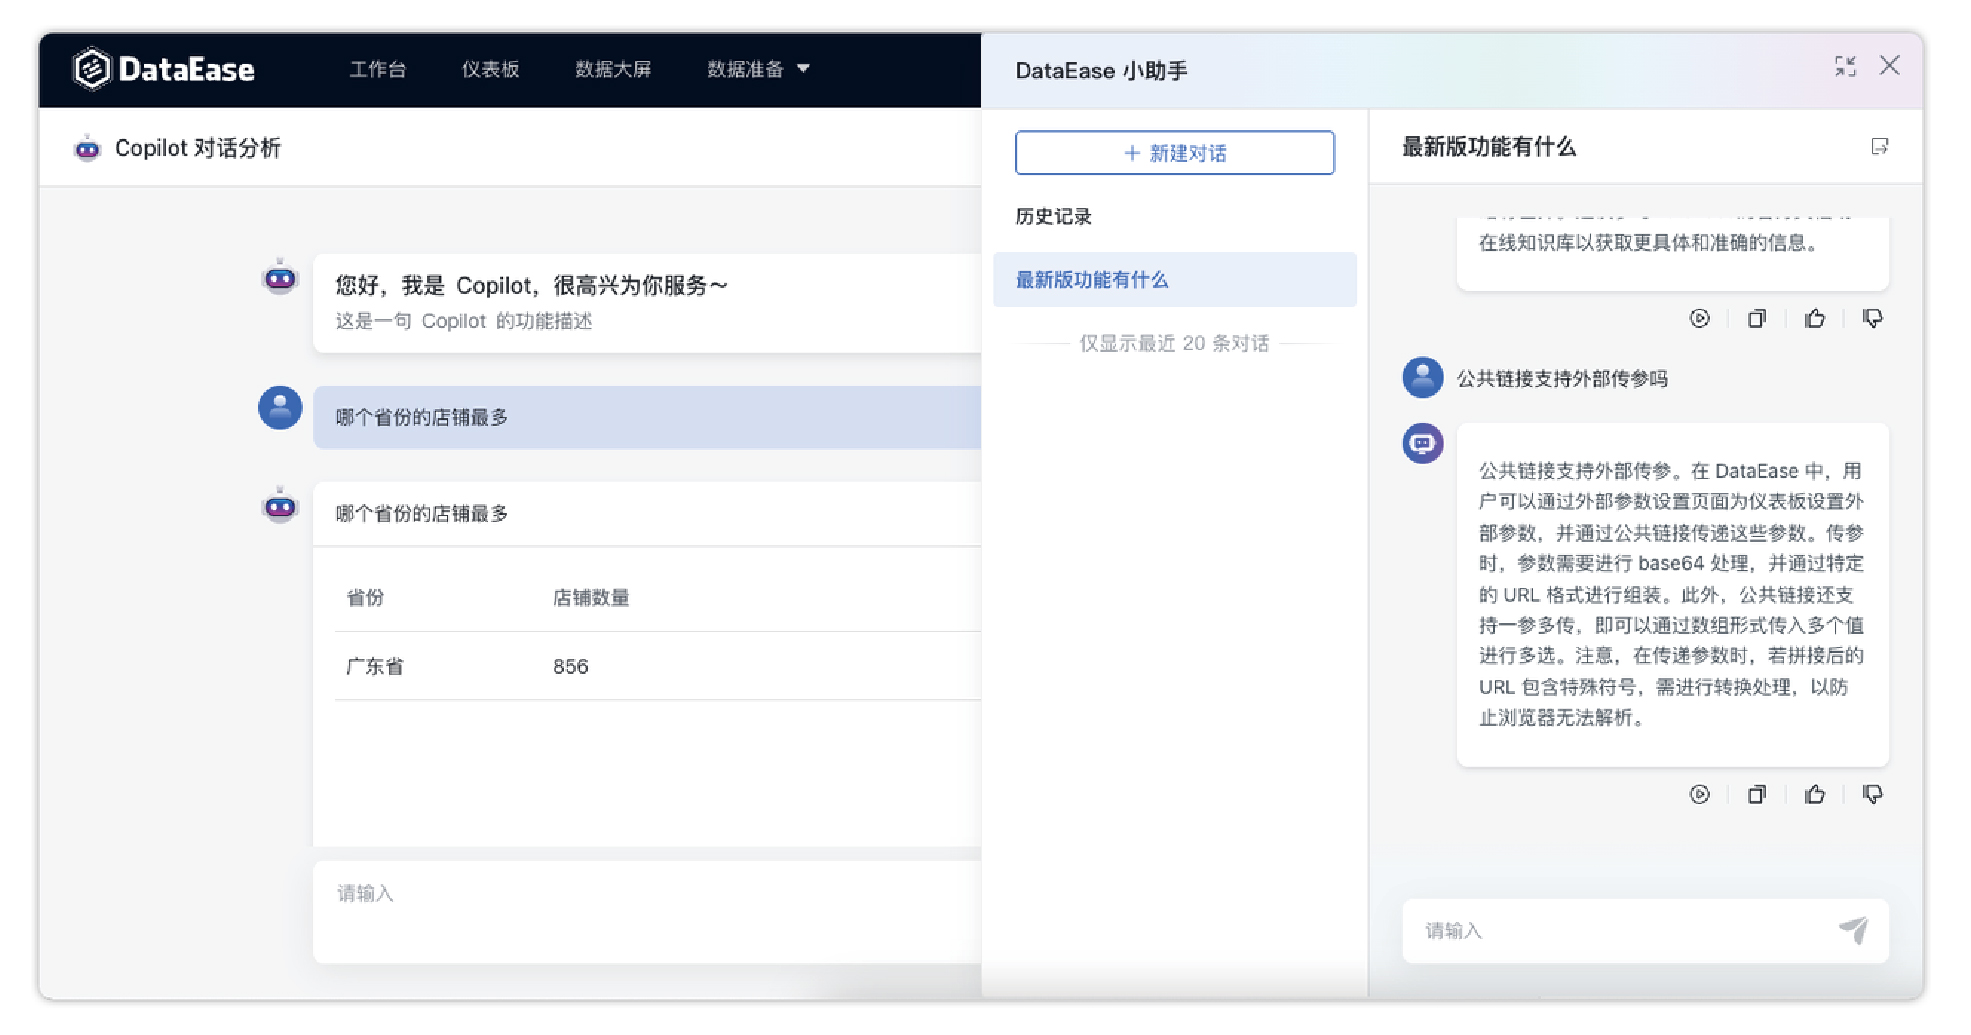 DataEase
工作台
仪表板
数据大屏
数据准备
Copilot 对话分析
您好，我是 Copilot，很高兴为你服务～
这是一句 Copilot 的功能描述
哪个省份的店铺最多
哪个省份的店铺最多
省份 店铺数量
广东省 856
请输入
DataEase 小助手
+ 新建对话
历史记录
最新版功能有什么
仅显示最近 20 条对话
最新版功能有什么
在线知识库以获取更具体和准确的信息。
公共链接支持外部传参吗
公共链接支持外部传参。在 DataEase 中，用
户可以通过外部参数设置页面为仪表板设置外
部参数，并通过公共链接传递这些参数。传参
时，参数需要进行 base64 处理，并通过特定
的 URL 格式进行组装。此外，公共链接还支
持一参多传，即可以通过数组形式传入多个值
进行多选。注意，在传递参数时，若拼接后的
URL 包含特殊符号，需进行转换处理，以防
止浏览器无法解析。
请输入